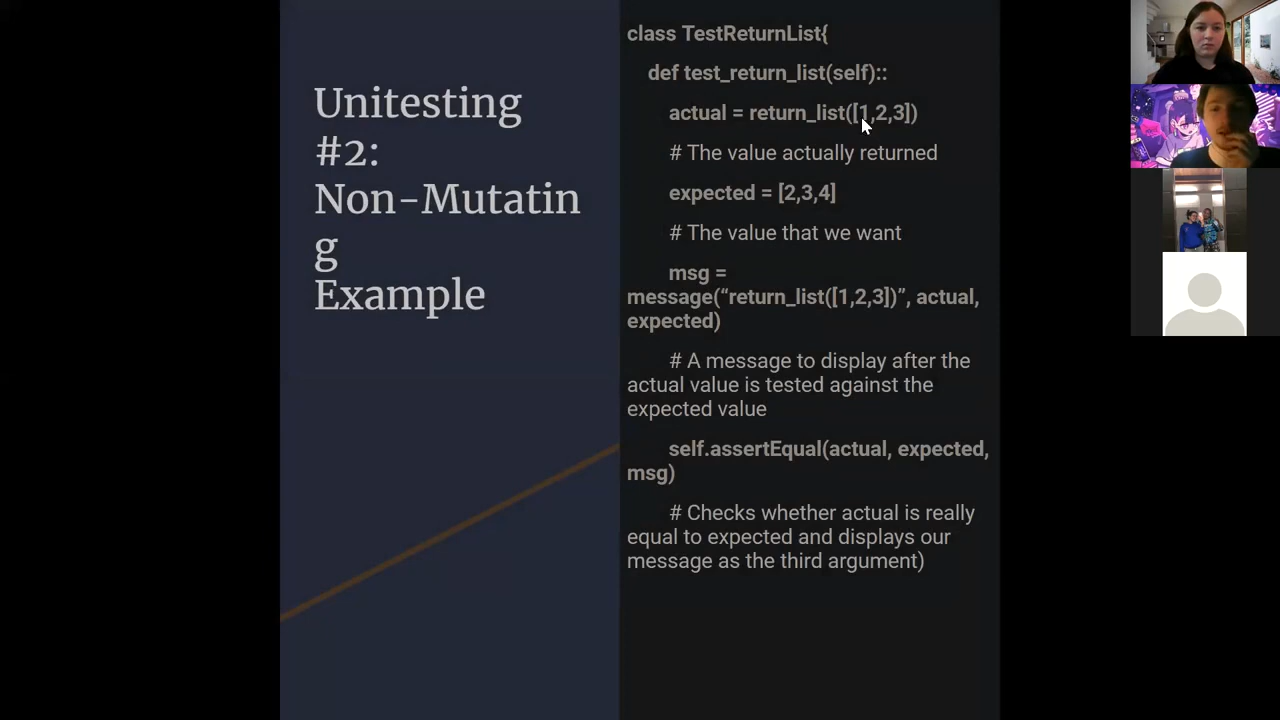 Unitesting
#2:
Non-Mutatin
g
Example
class TestReturnList{
def test_return_list(self)::
actual = return_list([1,2,3])
# The value actually returned
expected = [2,3,4]
# The value that we want
msg =
message(“return_list([1,2,3])”, actual,
expected)
# A message to display after the
actual value is tested against the
expected value
self.assertEqual(actual, expected,
msg)
# Checks whether actual is really
equal to expected and displays our
message as the third argument)